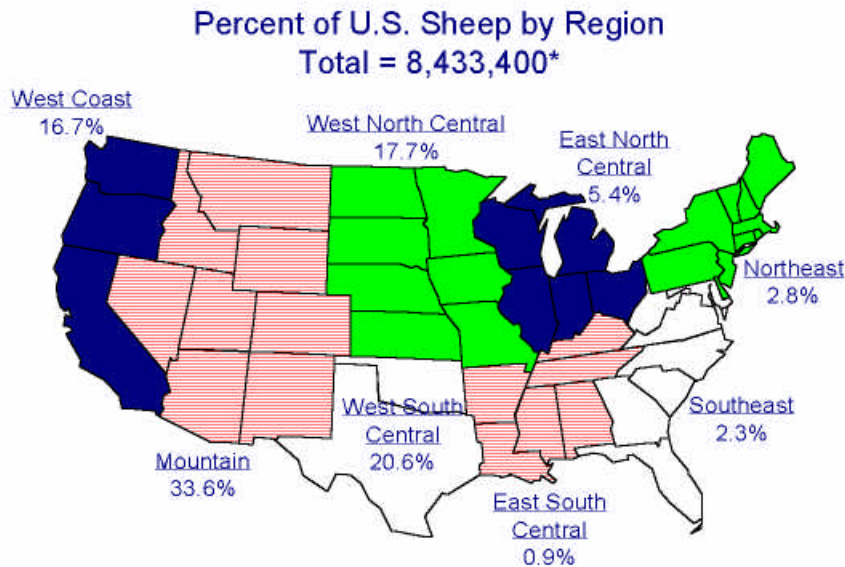 Percent of U.S. Sheep by Region
Total = 8,433,400*
West Coast
16.7%
West North Central
17.7%
East North
Central
5.4%
Northeast
2.8%
West South
Central
20.6%
Southeast
2.3%
Mountain
33.6%
East South
Central
0.9%